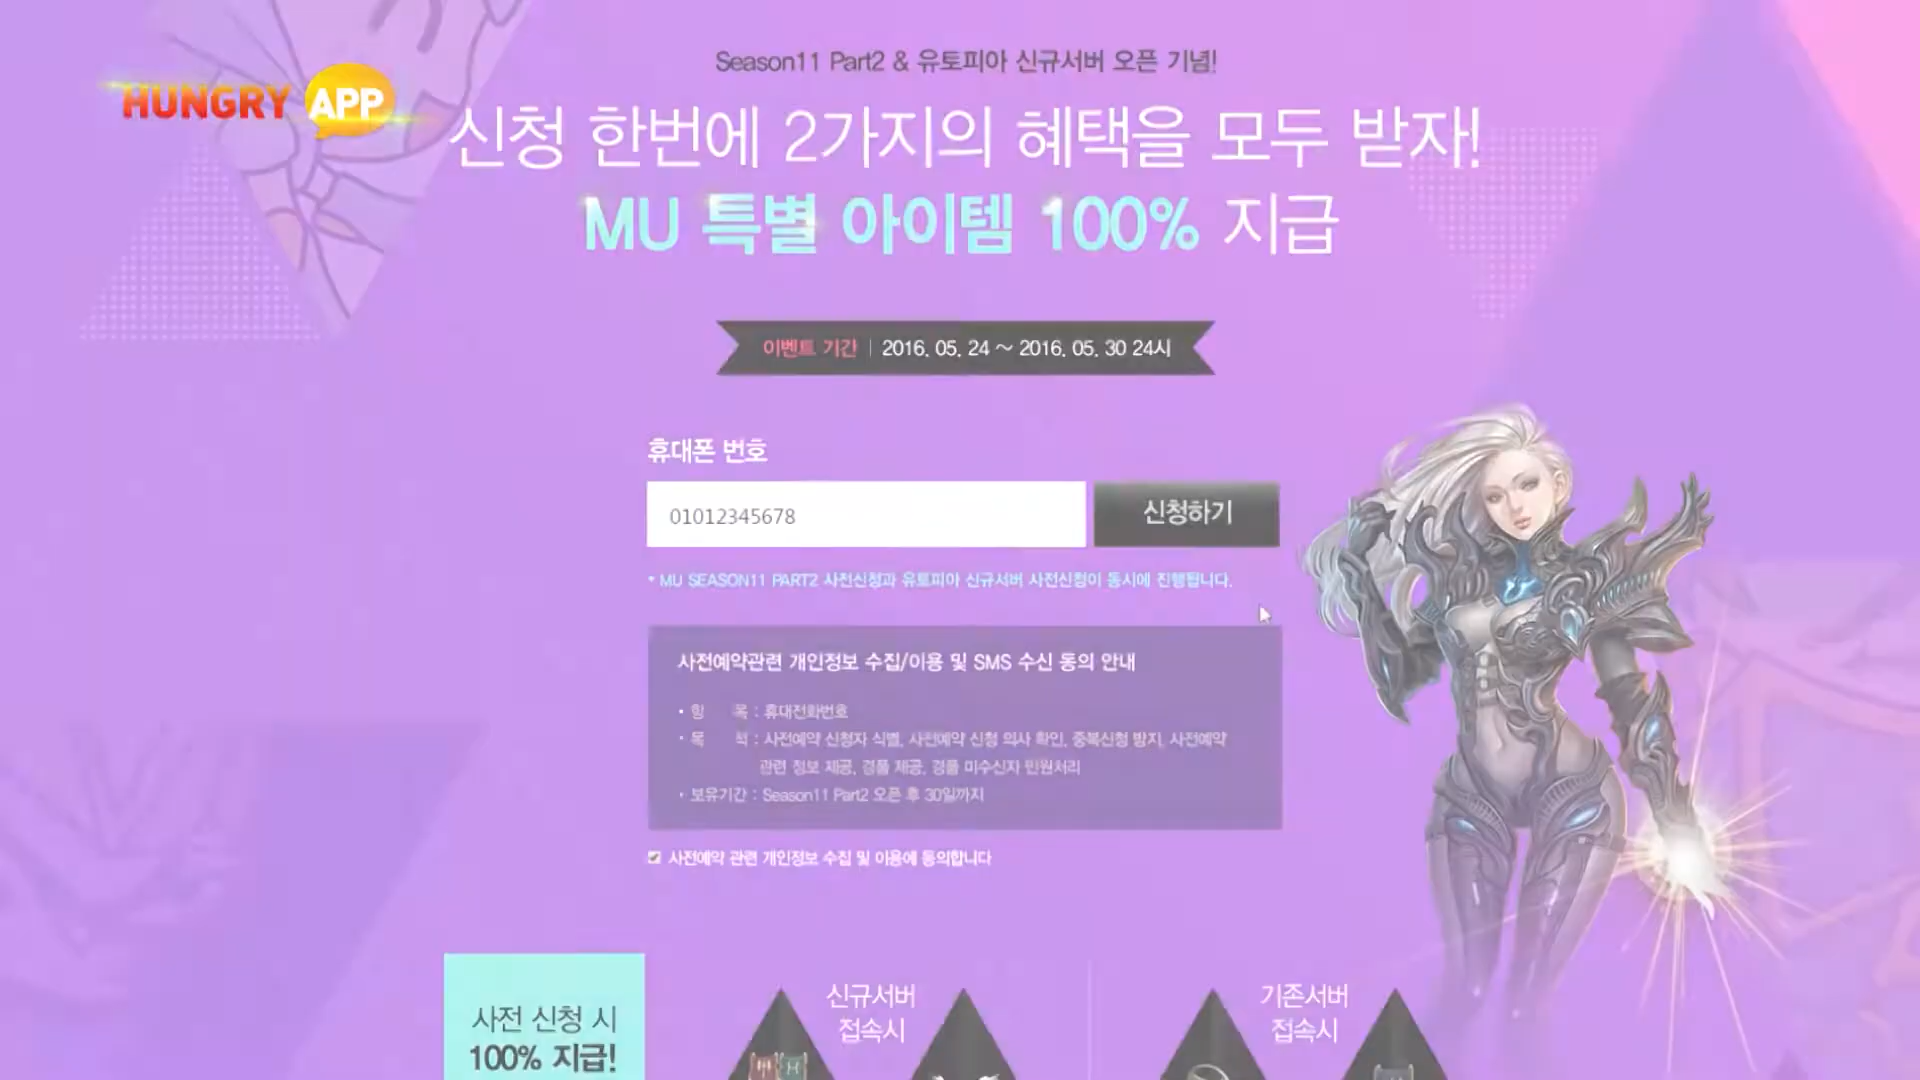 HUNGRY APP
Season11 Part2 & 유토피아 신규서버 오픈 기념!
신청 한번에 2가지의 혜택을 모두 받자!
MU 특별 아이템 100% 지급
이벤트 기간 | 2016. 05. 24 ~ 2016. 05. 30 24시
휴대폰 번호
01012345678
신청하기
* MU SEASON11 PART2 사전신청과 유토피아 신규서버 사전신청이 동시에 진행됩니다.
사전예약관련 개인정보 수집/이용 및 SMS 수신 동의 안내
• 항 목 : 휴대전화번호
• 목 적 : 사전예약 신청자 식별, 사전예약 신청 의사 확인, 중복신청 방지, 사전예약
관련 정보 제공, 경품 제공, 경품 미수신자 민원처리
• 보유기간 : Season11 Part2 오픈 후 30일까지
사전예약 관련 개인정보 수집 및 이용에 동의합니다
사전 신청 시
100% 지급!
신규서버
접속시
기존서버
접속시